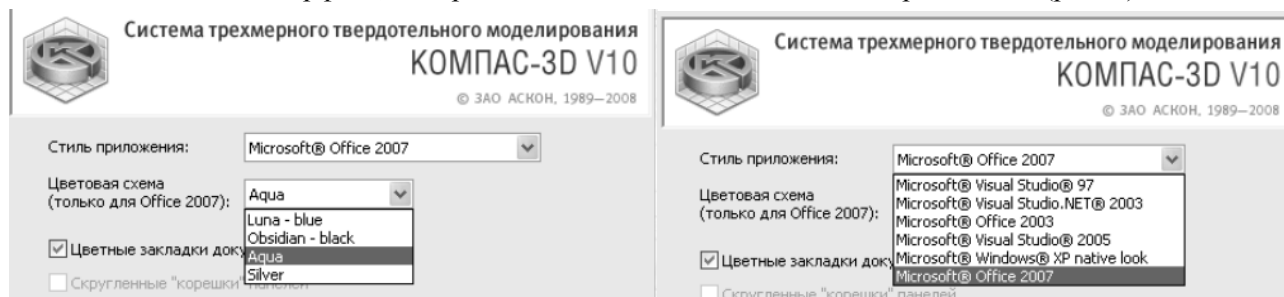 Система трехмерного твердотельного моделирования
КОМПАС-3D V10
© ЗАО АСКОН, 1989–2008
Стиль приложения: Microsoft® Office 2007
Цветовая схема
(только для Office 2007): Aqua
Luna - blue
Obsidian - black
Aqua
Silver
Цветные закладки док
Скругленные "корешки" панелей
Система трехмерного твердотельного моделирования
КОМПАС-3D V10
© ЗАО АСКОН, 1989–2008
Стиль приложения: Microsoft® Office 2007
Цветовая схема
(только для Office 2007):
Microsoft® Visual Studio® 97
Microsoft® Visual Studio.NET® 2003
Microsoft® Office 2003
Microsoft® Visual Studio® 2005
Microsoft® Windows® XP native look
Microsoft® Office 2007
Цветные закладки док
Скругленные "корешки" панелей